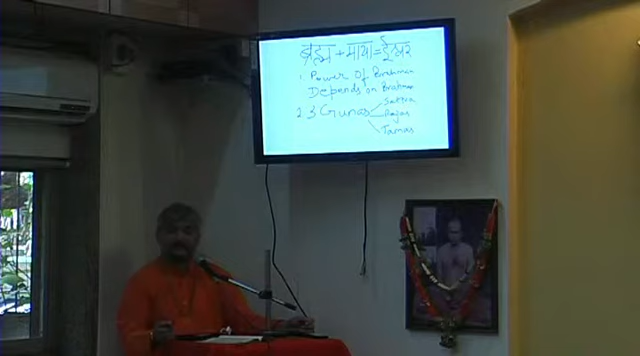 ब्रह्म + माया = ईश्वर
1. Power Of Brahman
Depends on Brahman
2 3 Gunas Sattva
Rajas
Tamas